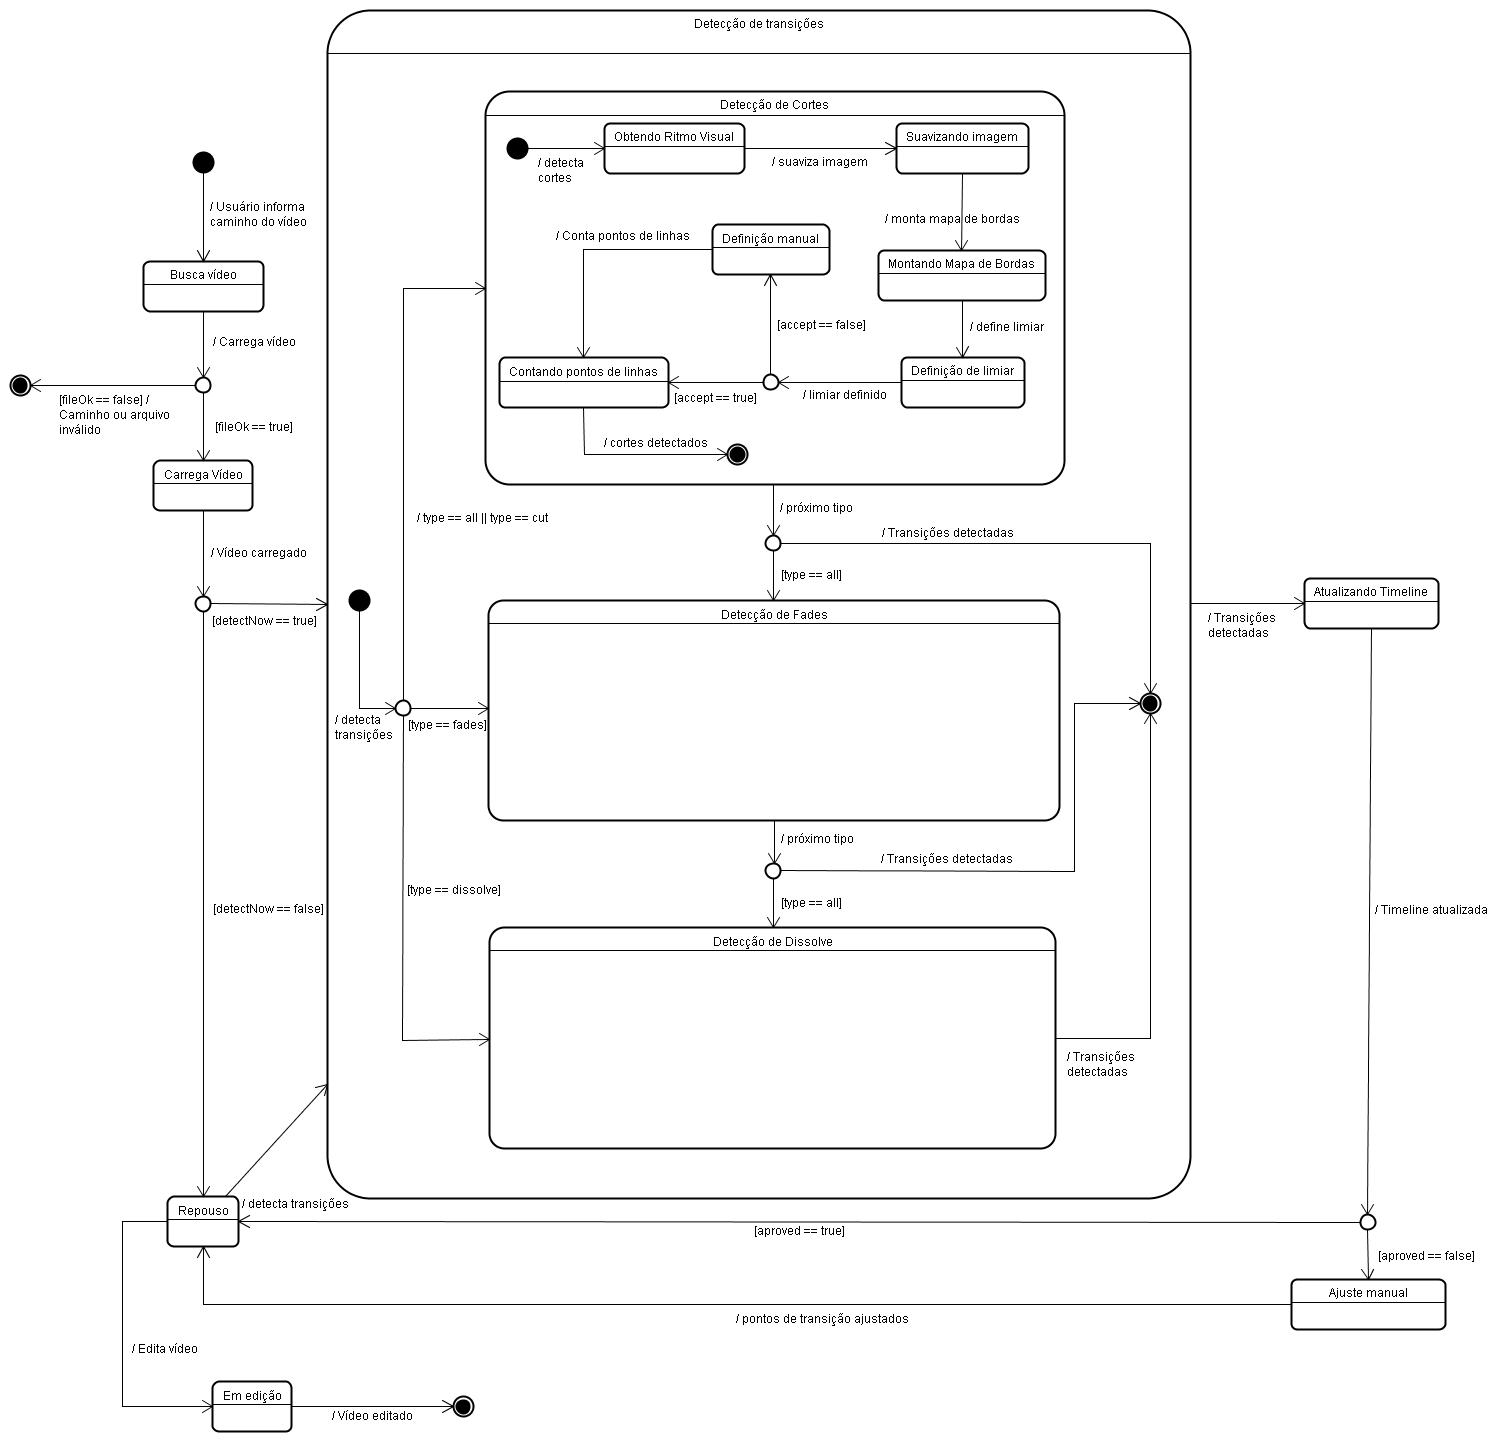 Detecção de transições
Detecção de Cortes
Obtendo Ritmo Visual
Suavizando imagem
/ detecta
cortes
/ suaviza imagem
/ Usuário informa
caminho do vídeo
/ monta mapa de bordas
/ Conta pontos de linhas
Definição manual
Busca vídeo
Montando Mapa de Bordas
[accept == false]
/ define limiar
/ Carrega vídeo
Contando pontos de linhas
Definição de limiar
[accept == true]
/ limiar definido
[fileOk == false] /
Caminho ou arquivo
inválido
[fileOk == true]
/ cortes detectados
Carrega Vídeo
/ type == all || type == cut
/ próximo tipo
/ Transições detectadas
/ Vídeo carregado
[type == all]
[detectNow == true]
Detecção de Fades
Atualizando Timeline
/ Transições
detectadas
/ detecta
transições
[type == fades]
/ próximo tipo
/ Transições detectadas
[type == dissolve]
[type == all]
[detectNow == false]
/ Timeline atualizada
Detecção de Dissolve
/ Transições
detectadas
Repouso
/ detecta transições
[aproved == true]
[aproved == false]
Ajuste manual
/ pontos de transição ajustados
/ Edita vídeo
Em edição
/ Vídeo editado